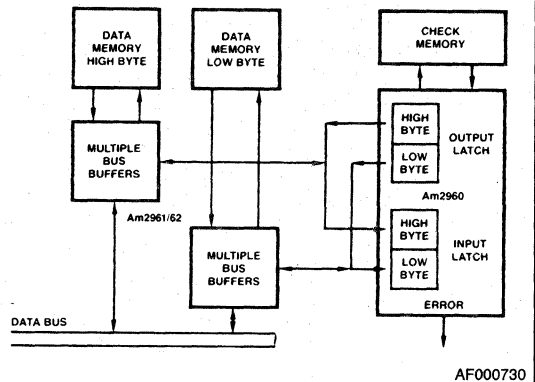 DATA
MEMORY
HIGH BYTE
DATA
MEMORY
LOW BYTE
CHECK
MEMORY
MULTIPLE
BUS
BUFFERS
Am2961/62
MULTIPLE
BUS
BUFFERS
HIGH
BYTE
LOW
BYTE
OUTPUT
LATCH
Am2960
HIGH
BYTE
LOW
BYTE
INPUT
LATCH
ERROR
DATA BUS
AF000730